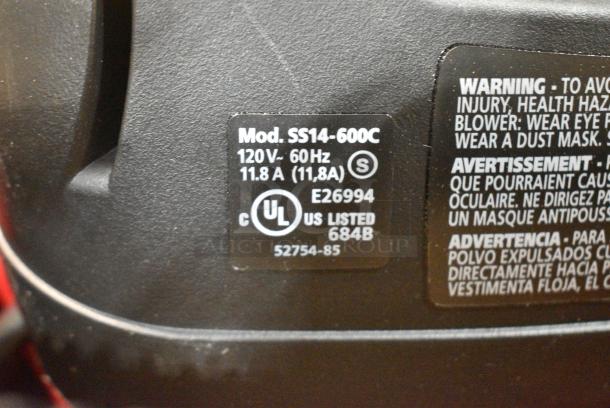 Mod. SS14-600C
120V~ 60Hz
11.8 A (11,8A) S
E26994
C UL US LISTED
684B
52754-85
WARNING - TO AVO
INJURY, HEALTH HAZ
BLOWER: WEAR EYE P
WEAR A DUST MASK. S
AVERTISSEMENT -
QUE POURRAIENT CAUS
OCULAIRE. NE DIRIGEZ PA
UN MASQUE ANTIPOUSS
ADVERTENCIA - PARA
POLVO EXPULSADOS CU
DIRECTAMENTE HACIA P
VESTIMENTA FLOJA, EL C